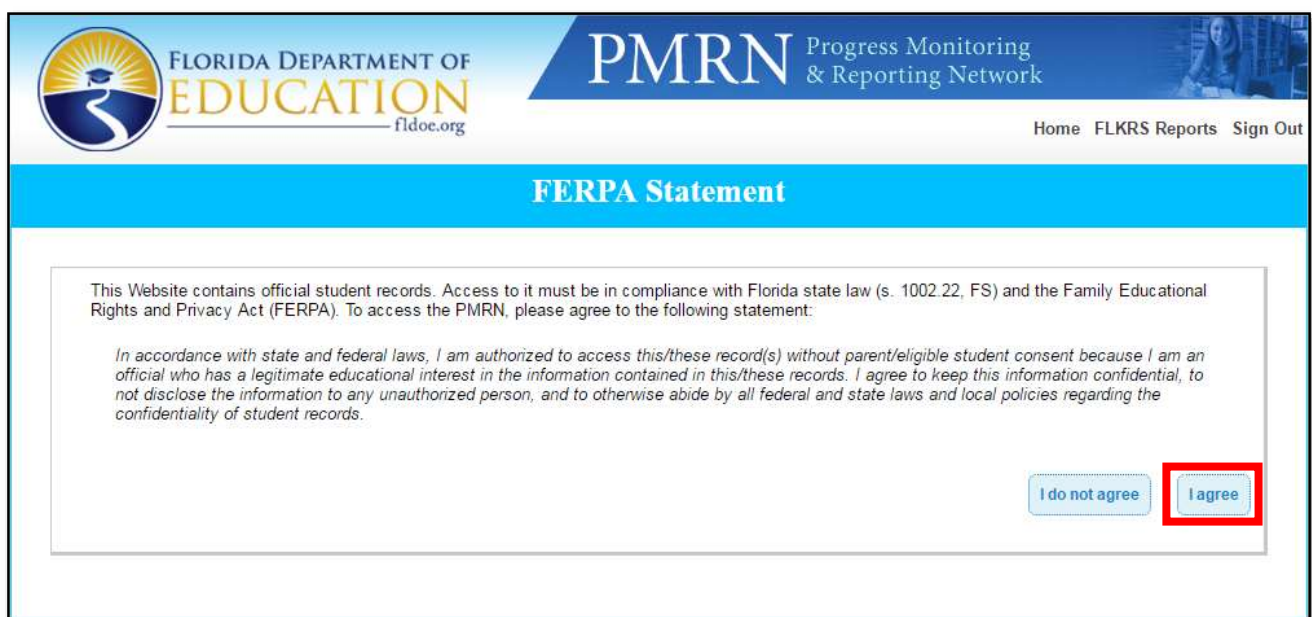 FLORIDA DEPARTMENT OF
EDUCATION
fldoe.org
PMRN Progress Monitoring
& Reporting Network
Home FLKRS Reports Sign Out
FERPA Statement
This Website contains official student records. Access to it must be in compliance with Florida state law (s. 1002.22, FS) and the Family Educational
Rights and Privacy Act (FERPA). To access the PMRN, please agree to the following statement:
In accordance with state and federal laws, I am authorized to access this/these record(s) without parent/eligible student consent because I am an
official who has a legitimate educational interest in the information contained in this/these records. I agree to keep this information confidential, to
not disclose the information to any unauthorized person, and to otherwise abide by all federal and state laws and local policies regarding the
confidentiality of student records.
I do not agree I agree